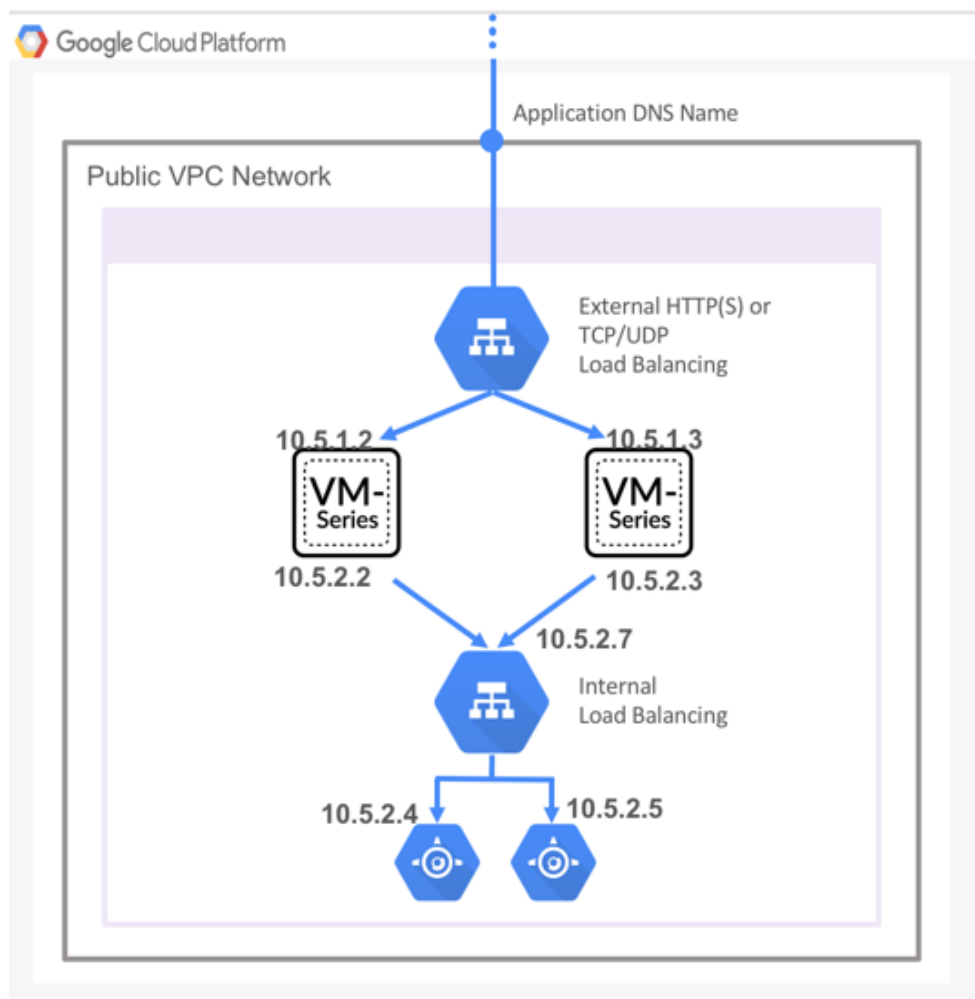 Google Cloud Platform
Application DNS Name
Public VPC Network
External HTTP(S) or
TCP/UDP
Load Balancing
10.5.1.2
10.5.1.3
VM-
Series
VM-
Series
10.5.2.2
10.5.2.3
10.5.2.7
Internal
Load Balancing
10.5.2.4
10.5.2.5